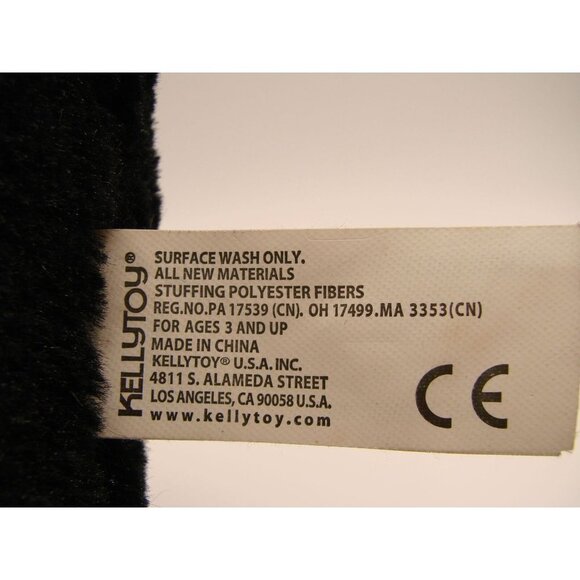 KELLYTOY®
SURFACE WASH ONLY.
ALL NEW MATERIALS
STUFFING POLYESTER FIBERS
REG.NO.PA 17539 (CN). OH 17499.MA 3353(CN)
FOR AGES 3 AND UP
MADE IN CHINA
KELLYTOY® U.S.A. INC.
4811 S. ALAMEDA STREET
LOS ANGELES, CA 90058 U.S.A.
www.kellytoy.com
CE